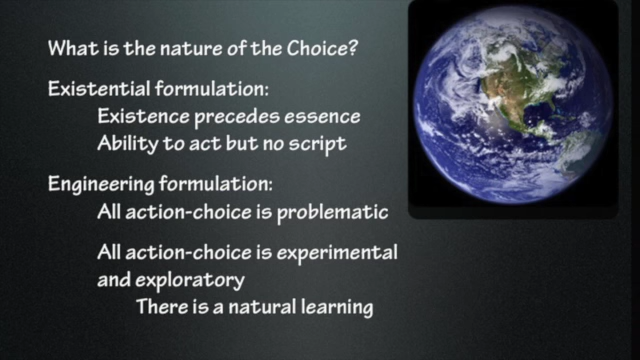 What is the nature of the Choice?
Existential formulation:
Existence precedes essence
Ability to act but no script
Engineering formulation:
All action-choice is problematic
All action-choice is experimental
and exploratory
There is a natural learning